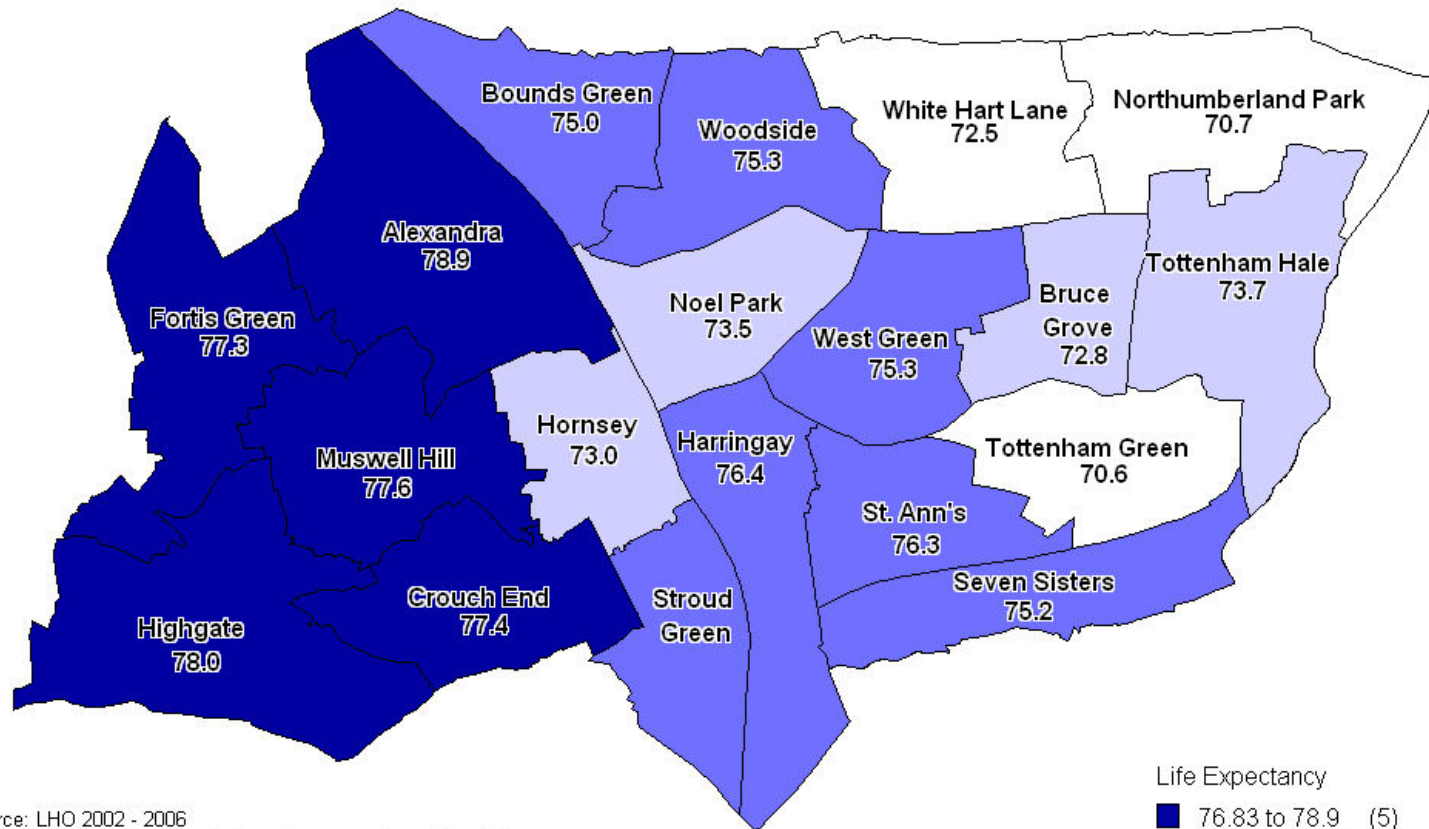 Bounds Green
75.0
Woodside
75.3
White Hart Lane
72.5
Northumberland Park
70.7
Alexandra
78.9
Tottenham Hale
73.7
Fortis Green
77.3
Noel Park
73.5
West Green
75.3
Bruce
Grove
72.8
Hornsey
73.0
Harringay
76.4
Tottenham Green
70.6
Muswell Hill
77.6
St. Ann's
76.3
Seven Sisters
75.2
Crouch End
77.4
Stroud
Green
Highgate
78.0
Life Expectancy
76.83 to 78.9 (5)
rce: LHO 2002 - 2006